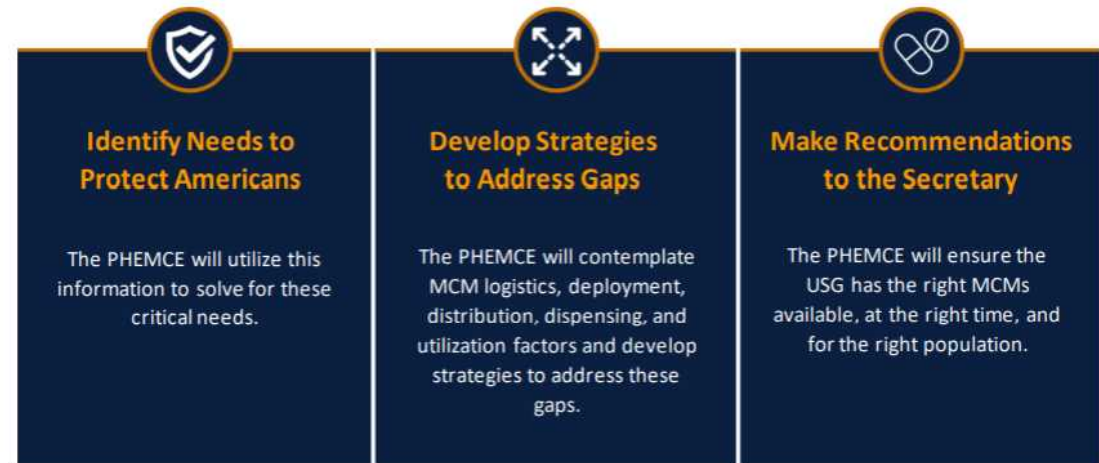 Identify Needs to
Protect Americans
The PHEMCE will utilize this
information to solve for these
critical needs.
Develop Strategies
to Address Gaps
The PHEMCE will contemplate
MCM logistics, deployment,
distribution, dispensing, and
utilization factors and develop
strategies to address these
gaps.
Make Recommendations
to the Secretary
The PHEMCE will ensure the
USG has the right MCMs
available, at the right time, and
for the right population.